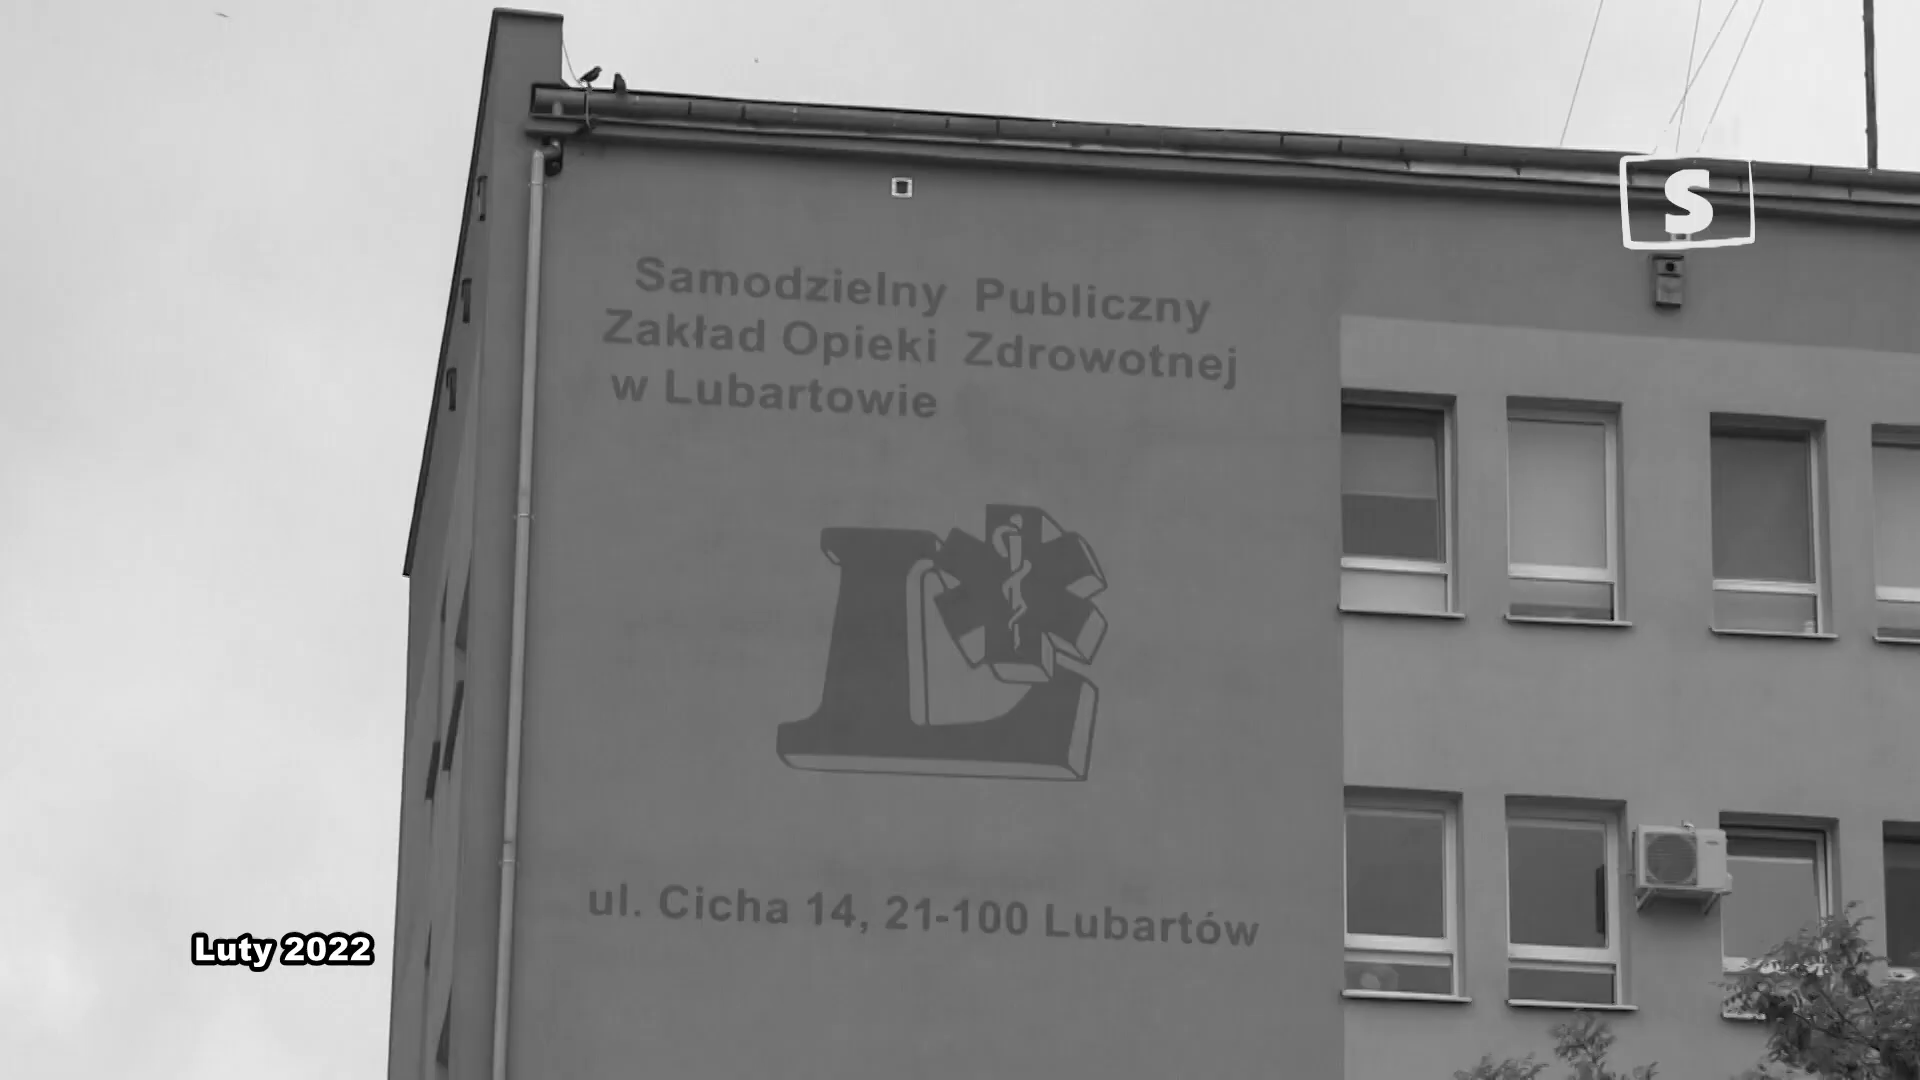 S
Samodzielny Publiczny
Zakład Opieki Zdrowotnej
w Lubartowie
L
ul. Cicha 14, 21-100 Lubartów
Luty 2022